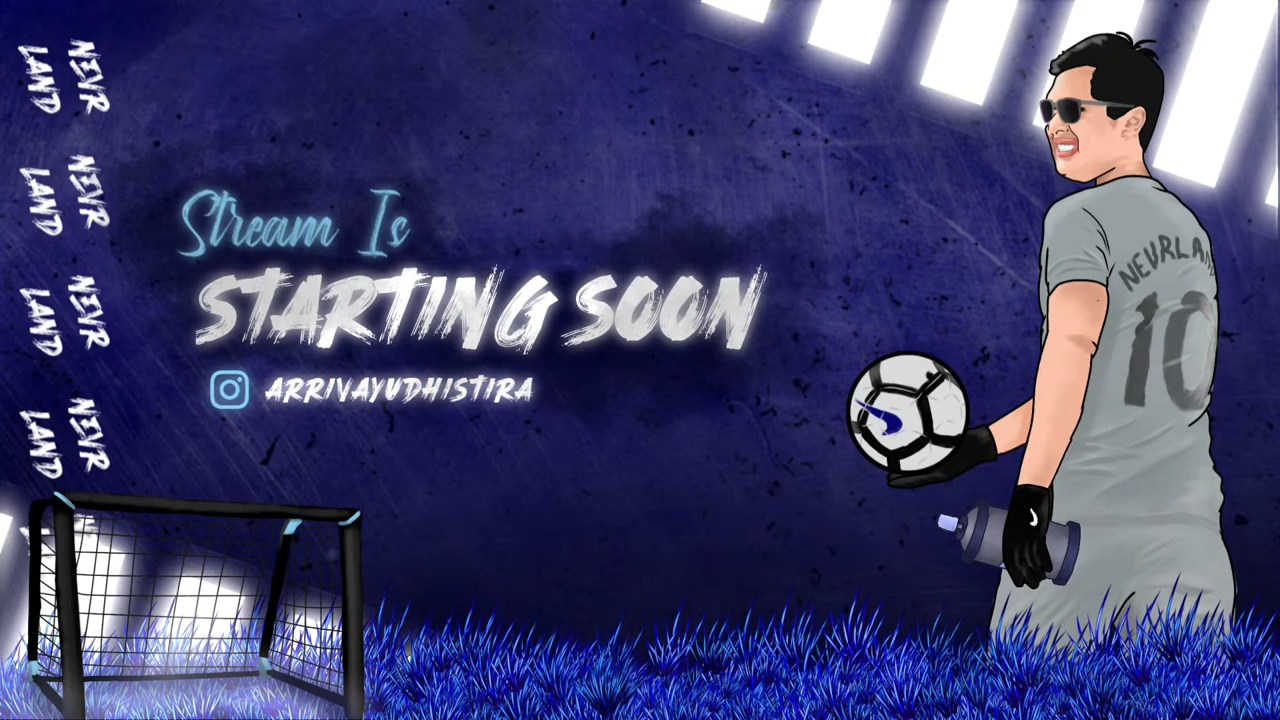 NEVR
LAND
NEVR
LAND
NEVR
LAND
NEVR
LAND
Stream Is
STARTING SOON
ARRIVAYUDHISTIRA
NEVRLAND
10